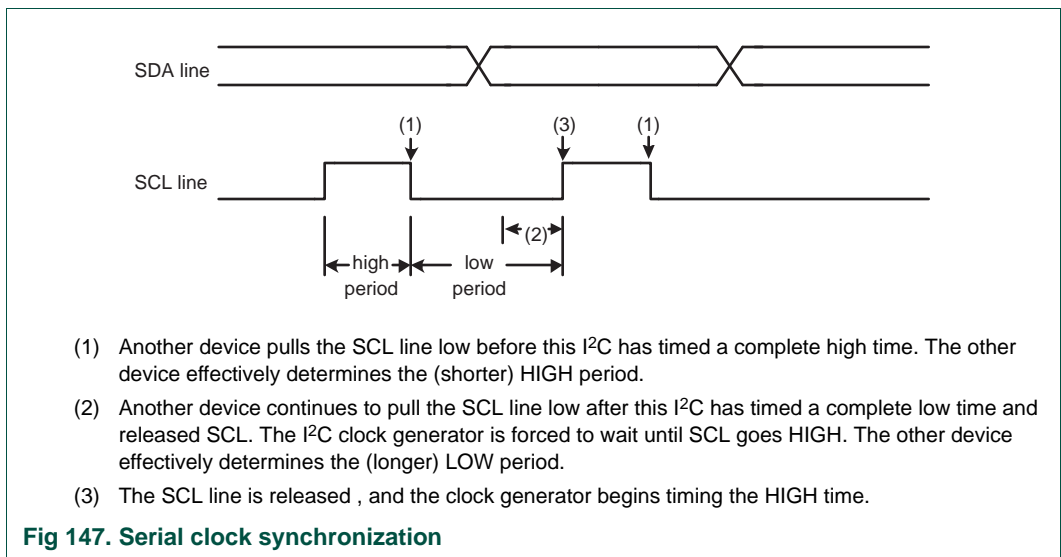 SDA line
(1)
(3)
(1)
SCL line
(2)
high
period
low
period
(1) Another device pulls the SCL line low before this I2C has timed a complete high time. The other
device effectively determines the (shorter) HIGH period.
(2) Another device continues to pull the SCL line low after this I2C has timed a complete low time and
released SCL. The I2C clock generator is forced to wait until SCL goes HIGH. The other device
effectively determines the (longer) LOW period.
(3) The SCL line is released , and the clock generator begins timing the HIGH time.
Fig 147. Serial clock synchronization